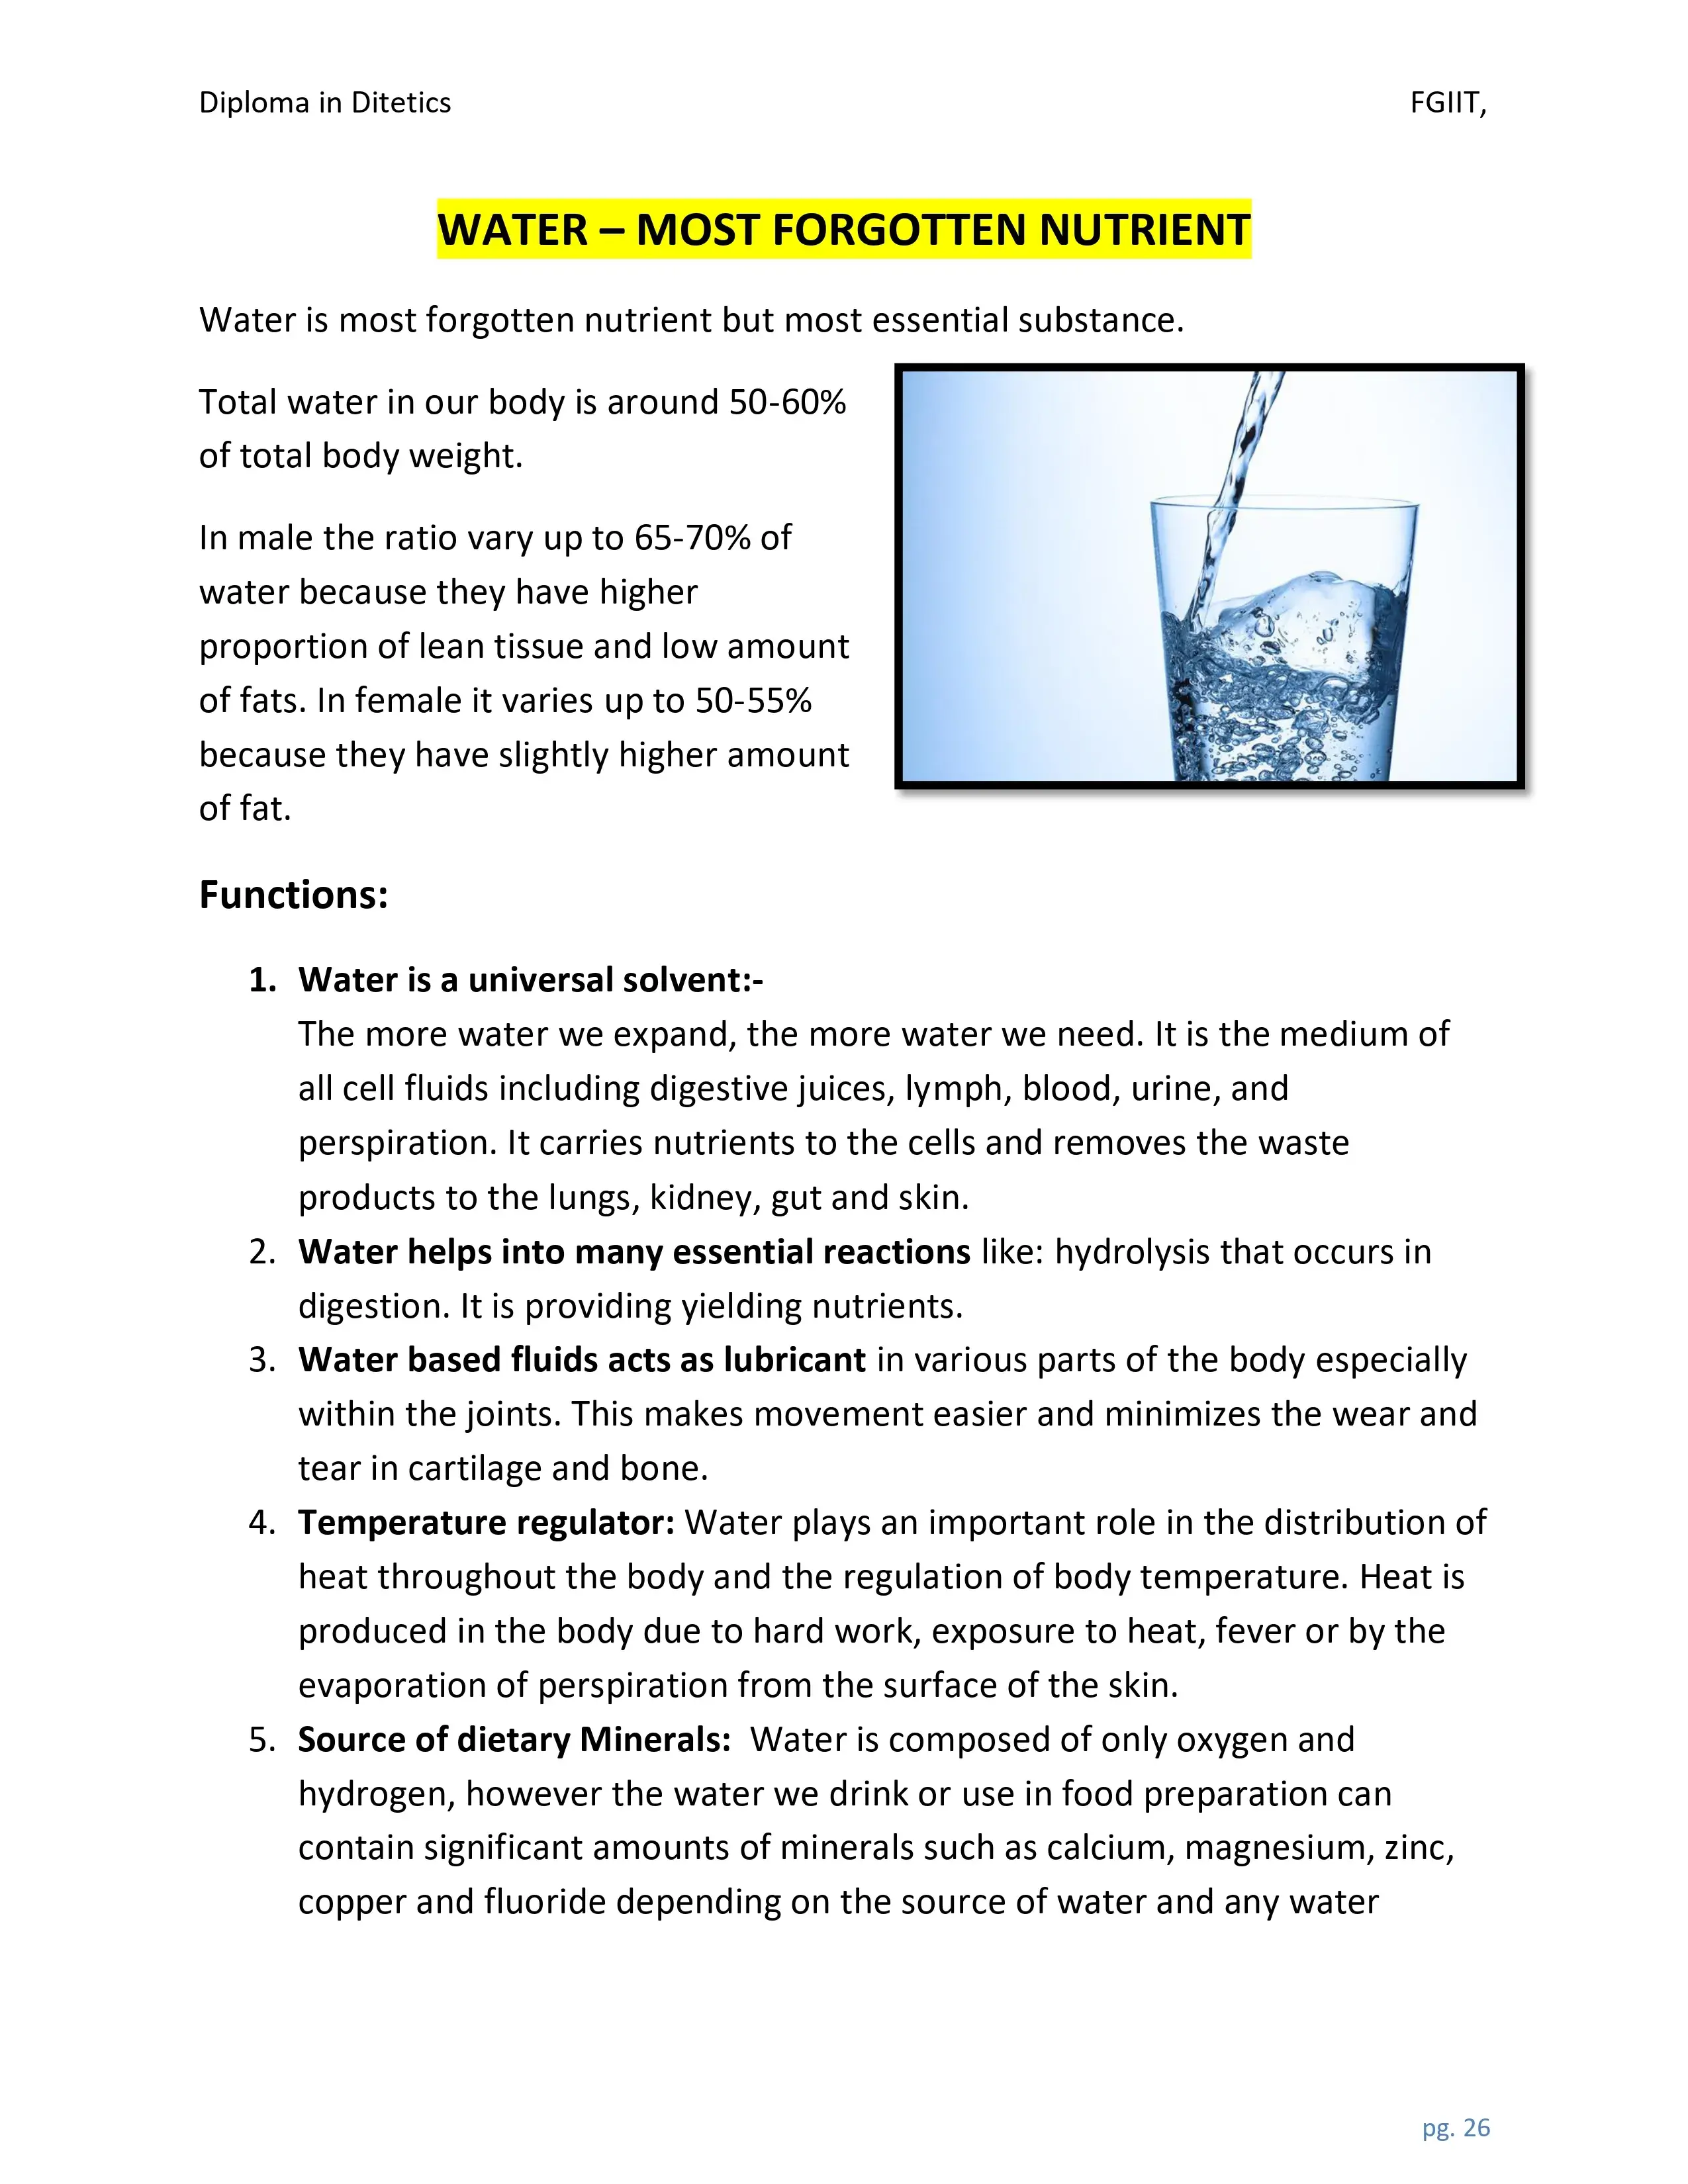 Diploma in Ditetics FGIIT,
WATER – MOST FORGOTTEN NUTRIENT
Water is most forgotten nutrient but most essential substance.
Total water in our body is around 50-60%
of total body weight.
In male the ratio vary up to 65-70% of
water because they have higher
proportion of lean tissue and low amount
of fats. In female it varies up to 50-55%
because they have slightly higher amount
of fat.
Functions:
1. Water is a universal solvent:-
The more water we expand, the more water we need. It is the medium of
all cell fluids including digestive juices, lymph, blood, urine, and
perspiration. It carries nutrients to the cells and removes the waste
products to the lungs, kidney, gut and skin.
2. Water helps into many essential reactions like: hydrolysis that occurs in
digestion. It is providing yielding nutrients.
3. Water based fluids acts as lubricant in various parts of the body especially
within the joints. This makes movement easier and minimizes the wear and
tear in cartilage and bone.
4. Temperature regulator: Water plays an important role in the distribution of
heat throughout the body and the regulation of body temperature. Heat is
produced in the body due to hard work, exposure to heat, fever or by the
evaporation of perspiration from the surface of the skin.
5. Source of dietary Minerals: Water is composed of only oxygen and
hydrogen, however the water we drink or use in food preparation can
contain significant amounts of minerals such as calcium, magnesium, zinc,
copper and fluoride depending on the source of water and any water
pg. 26